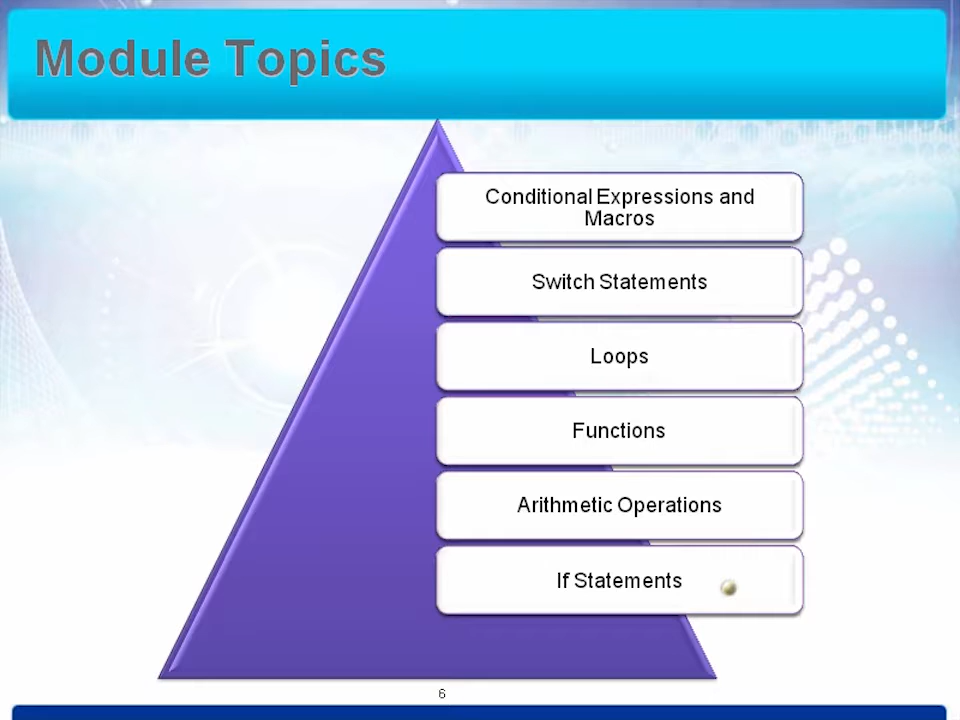 Module Topics
Conditional Expressions and
Macros
Switch Statements
Loops
Functions
Arithmetic Operations
If Statements
6